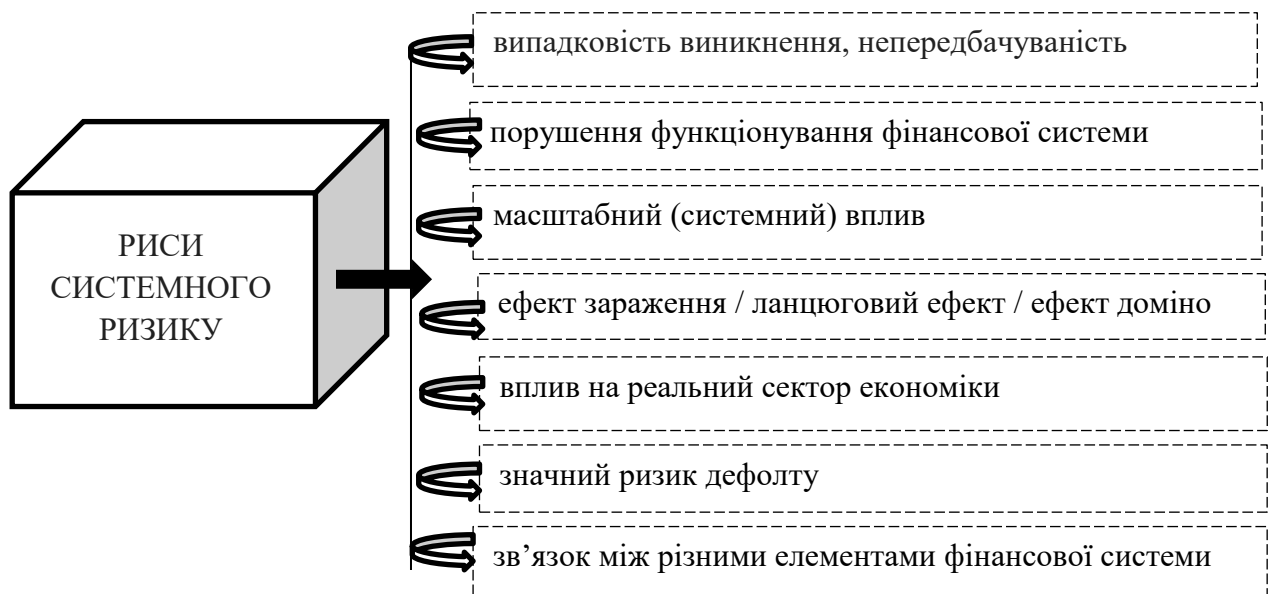 РИСИ
СИСТЕМНОГО
РИЗИКУ
випадковість виникнення, непередбачуваність
порушення функціонування фінансової системи
масштабний (системний) вплив
ефект зараження / ланцюговий ефект / ефект доміно
вплив на реальний сектор економіки
значний ризик дефолту
зв’язок між різними елементами фінансової системи